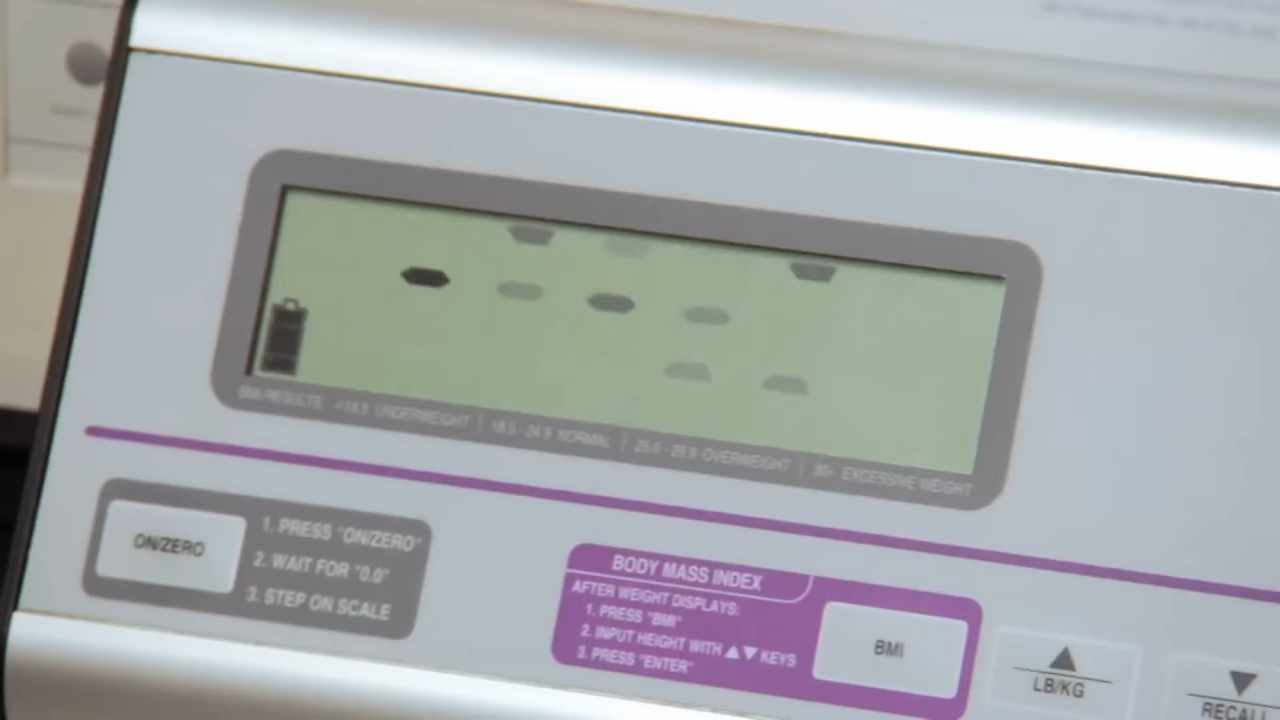 BMI RESULTS <18.5 UNDERWEIGHT | 18.5 - 24.9 NORMAL | 25.0 - 29.9 OVERWEIGHT | 30+ EXCESSIVE WEIGHT
ON/ZERO
1. PRESS "ON/ZERO"
2. WAIT FOR "0.0"
3. STEP ON SCALE
BODY MASS INDEX
AFTER WEIGHT DISPLAYS:
1. PRESS "BMI"
2. INPUT HEIGHT WITH ▲▼ KEYS
3. PRESS "ENTER"
BMI
LB/KG
RECALL